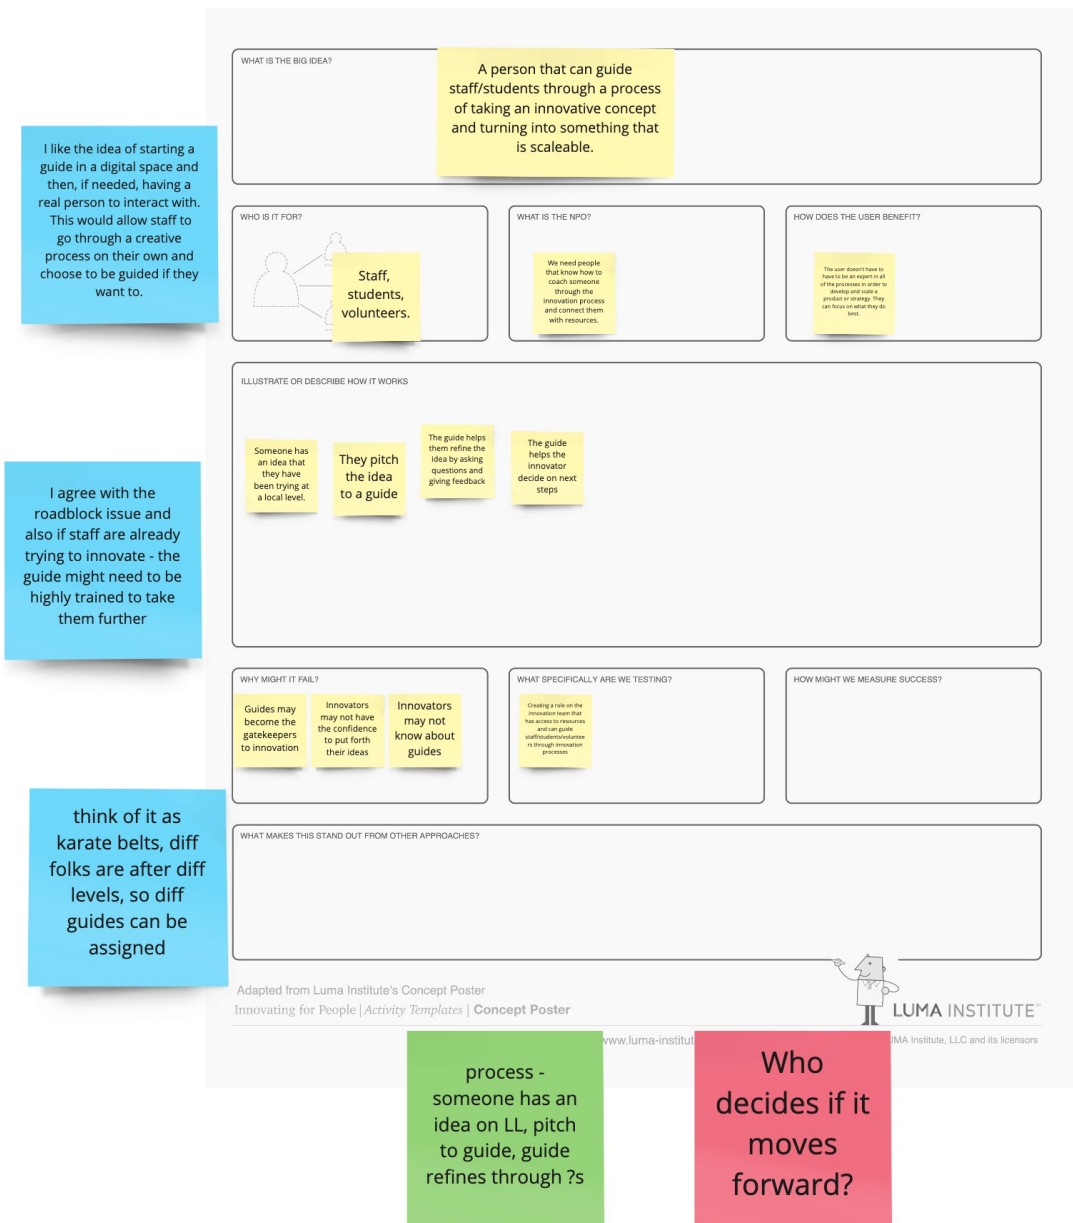 WHAT IS THE BIG IDEA?
A person that can guide
staff/students through a process
of taking an innovative concept
and turning into something that
is scaleable.
I like the idea of starting a
guide in a digital space and
then, if needed, having a
real person to interact with.
This would allow staff to
go through a creative
process on their own and
choose to be guided if they
want to.
WHO IS IT FOR?
Staff,
students,
volunteers.
WHAT IS THE NPO?
We need people
that know how to
coach someone
through the
innovation process
and connect them
with resources.
HOW DOES THE USER BENEFIT?
The user doesn't have to
have to be an expert in all
of the processes in order to
develop and scale a
product or strategy. They
can focus on what they do
best.
ILLUSTRATE OR DESCRIBE HOW IT WORKS
Someone has
an idea that
they have
been trying at
a local level.
They pitch
the idea
to a guide
The guide helps
them refine the
idea by asking
questions and
giving feedback
The guide
helps the
innovator
decide on next
steps
I agree with the
roadblock issue and
also if staff are already
trying to innovate - the
guide might need to be
highly trained to take
them further
WHY MIGHT IT FAIL?
Guides may
become the
gatekeepers
to innovation
Innovators
may not have
the confidence
to put forth
their ideas
Innovators
may not
know about
guides
WHAT SPECIFICALLY ARE WE TESTING?
Creating a role on the
innovation team that
has access to resources
and can guide
staff/students/voluntee
rs through innovation
processes
HOW MIGHT WE MEASURE SUCCESS?
think of it as
karate belts, diff
folks are after diff
levels, so diff
guides can be
assigned
WHAT MAKES THIS STAND OUT FROM OTHER APPROACHES?
Adapted from Luma Institute's Concept Poster
Innovating for People | Activity Templates | Concept Poster
LUMA INSTITUTE
www.luma-institut
MA Institute, LLC and its licensors
process -
someone has an
idea on LL, pitch
to guide, guide
refines through ?s
Who
decides if it
moves
forward?